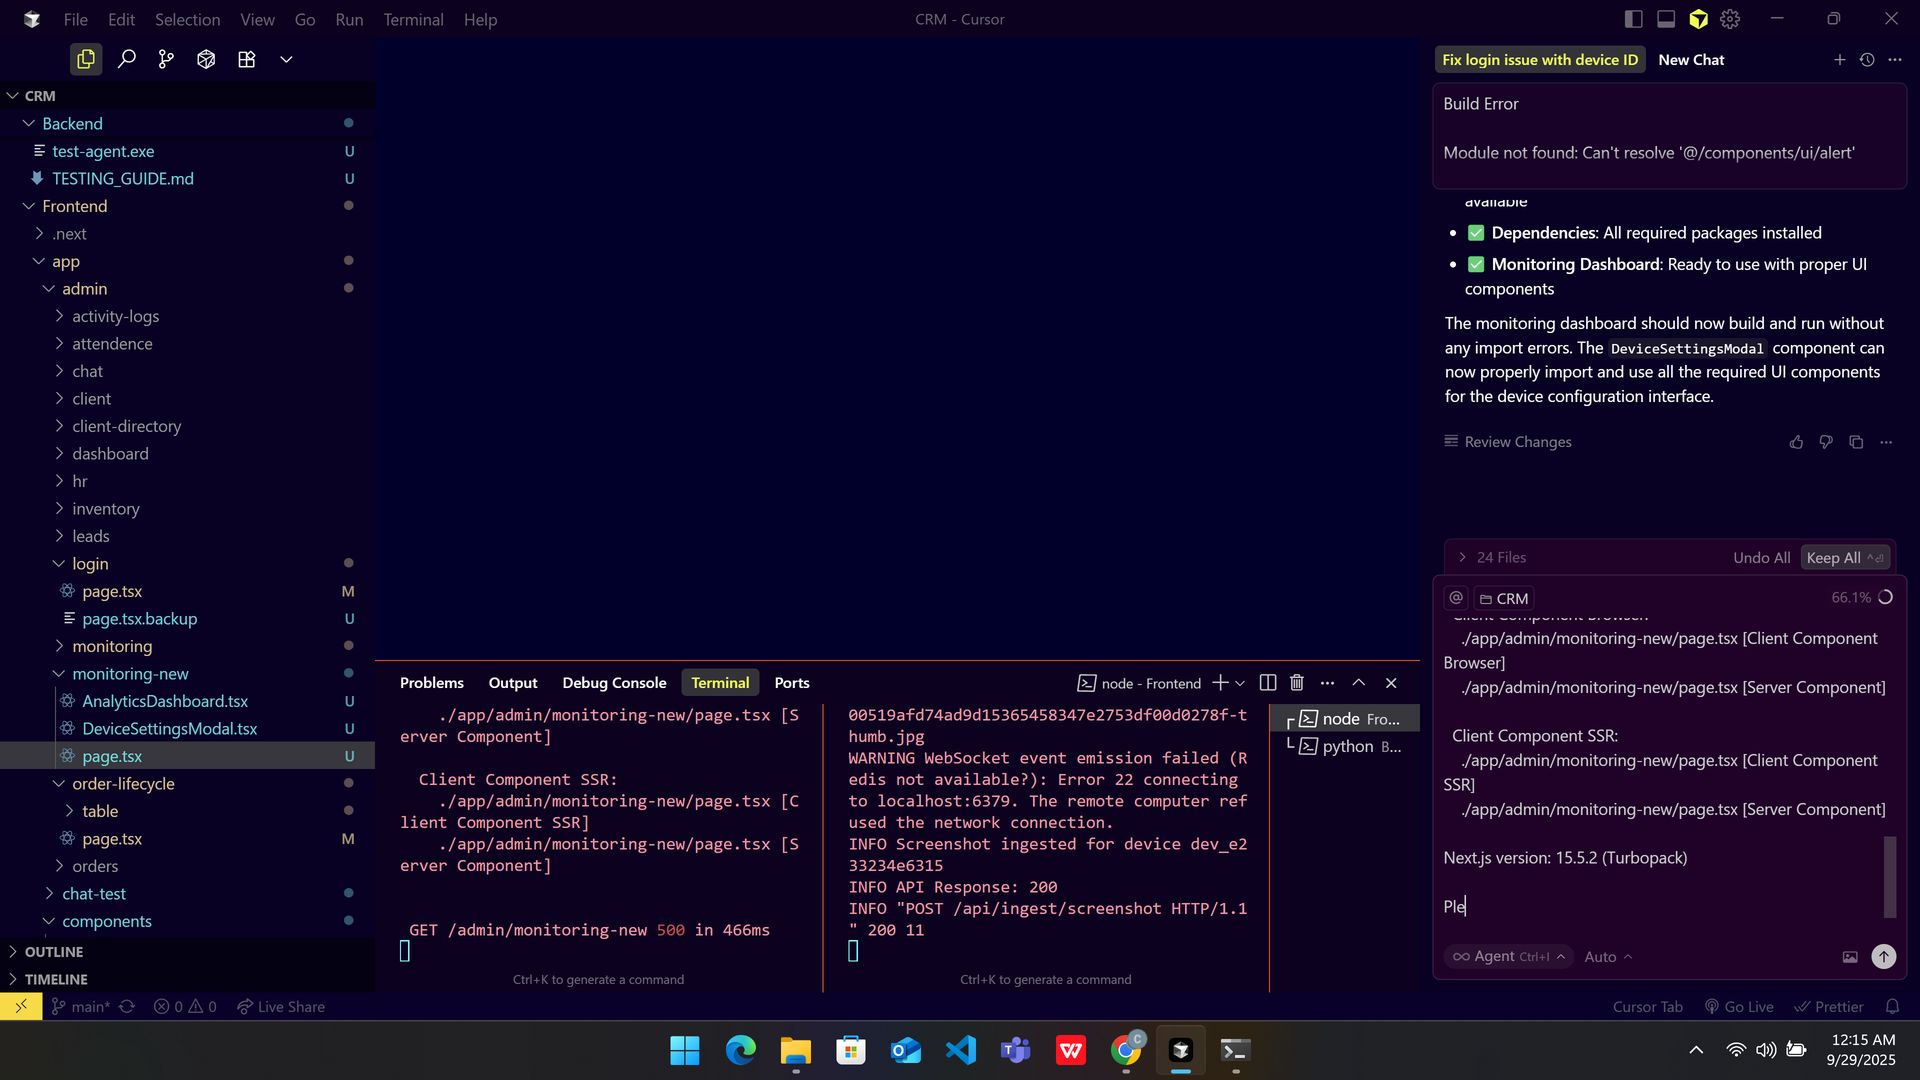 File Edit Selection View Go Run Terminal Help
CRM - Cursor
CRM
Backend
test-agent.exe U
TESTING_GUIDE.md U
Frontend
.next
app
admin
activity-logs
attendence
chat
client
client-directory
dashboard
hr
inventory
leads
login
page.tsx M
page.tsx.backup U
monitoring
monitoring-new
AnalyticsDashboard.tsx U
DeviceSettingsModal.tsx U
page.tsx U
order-lifecycle
table
page.tsx M
orders
chat-test
components
OUTLINE
TIMELINE
Problems Output Debug Console Terminal Ports
node - Frontend
./app/admin/monitoring-new/page.tsx [S
erver Component]
Client Component SSR:
./app/admin/monitoring-new/page.tsx [C
lient Component SSR]
./app/admin/monitoring-new/page.tsx [S
erver Component]
GET /admin/monitoring-new 500 in 466ms
Ctrl+K to generate a command
00519afd74ad9d15365458347e2753df00d0278f-t
humb.jpg
WARNING WebSocket event emission failed (R
edis not available?): Error 22 connecting
to localhost:6379. The remote computer ref
used the network connection.
INFO Screenshot ingested for device dev_e2
33234e6315
INFO API Response: 200
INFO "POST /api/ingest/screenshot HTTP/1.1
" 200 11
Ctrl+K to generate a command
node Fro...
python B...
Fix login issue with device ID New Chat
Build Error
Module not found: Can't resolve '@/components/ui/alert'
available
Dependencies: All required packages installed
Monitoring Dashboard: Ready to use with proper UI
components
The monitoring dashboard should now build and run without
any import errors. The DeviceSettingsModal component can
now properly import and use all the required UI components
for the device configuration interface.
Review Changes
24 Files Undo All Keep All
@ CRM 66.1%
Client Component Browser:
./app/admin/monitoring-new/page.tsx [Client Component
Browser]
./app/admin/monitoring-new/page.tsx [Server Component]
Client Component SSR:
./app/admin/monitoring-new/page.tsx [Client Component
SSR]
./app/admin/monitoring-new/page.tsx [Server Component]
Next.js version: 15.5.2 (Turbopack)
Ple
Agent Ctrl+I Auto
main* 0 0 Live Share
Cursor Tab Go Live Prettier
12:15 AM
9/29/2025